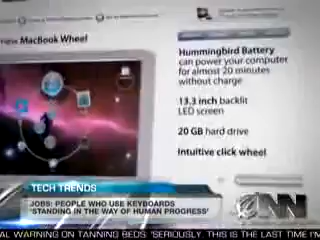 new MacBook Wheel
Hummingbird Battery
can power your computer
for almost 20 minutes
without charge
13.3 inch backlit
LED screen
20 GB hard drive
Intuitive click wheel
TECH TRENDS
JOBS: PEOPLE WHO USE KEYBOARDS
'STANDING IN THE WAY OF HUMAN PROGRESS'
ONN
AL WARNING ON TANNING BEDS: 'SERIOUSLY. THIS IS THE LAST TIME I'M